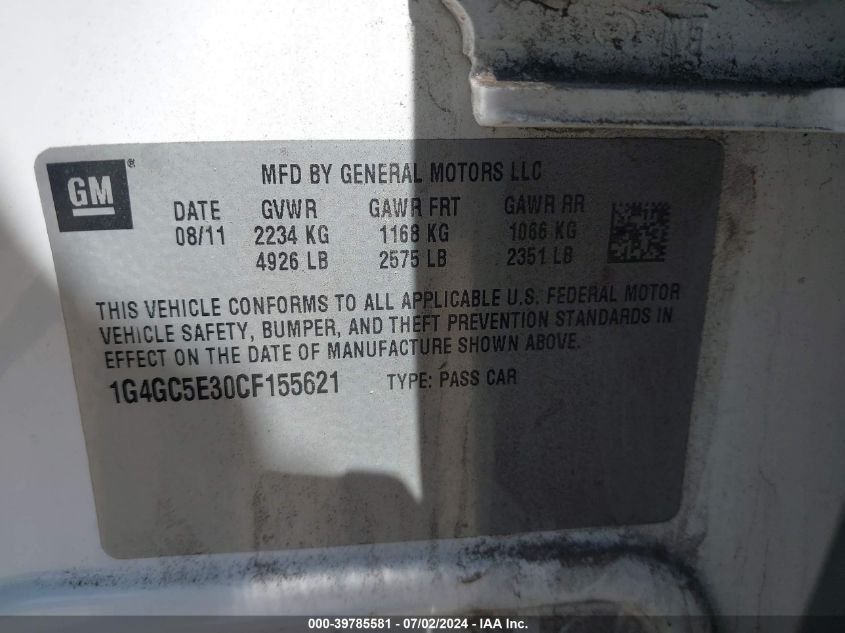 GM®
MFD BY GENERAL MOTORS LLC
DATE GVWR GAWR FRT GAWR RR
08/11 2234 KG 1168 KG 1066 KG
4926 LB 2575 LB 2351 LB
THIS VEHICLE CONFORMS TO ALL APPLICABLE U.S. FEDERAL MOTOR
VEHICLE SAFETY, BUMPER, AND THEFT PREVENTION STANDARDS IN
EFFECT ON THE DATE OF MANUFACTURE SHOWN ABOVE.
1G4GC5E30CF155621 TYPE: PASS CAR
000-39785581 - 07/02/2024 - IAA Inc.